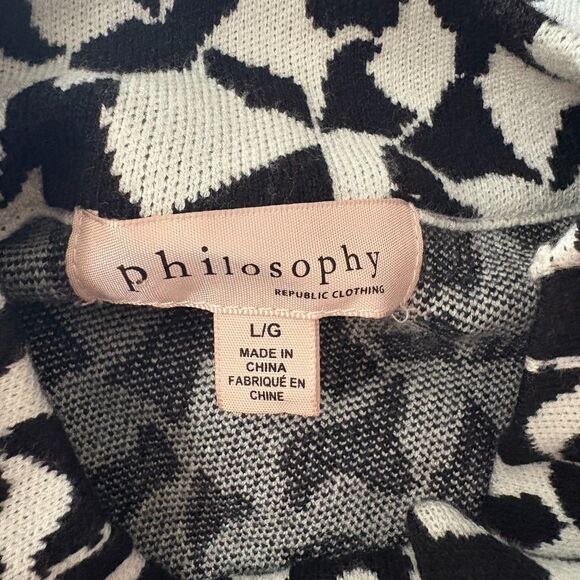 philosophy
REPUBLIC CLOTHING
L/G
MADE IN
CHINA
FABRIQUÉ EN
CHINE